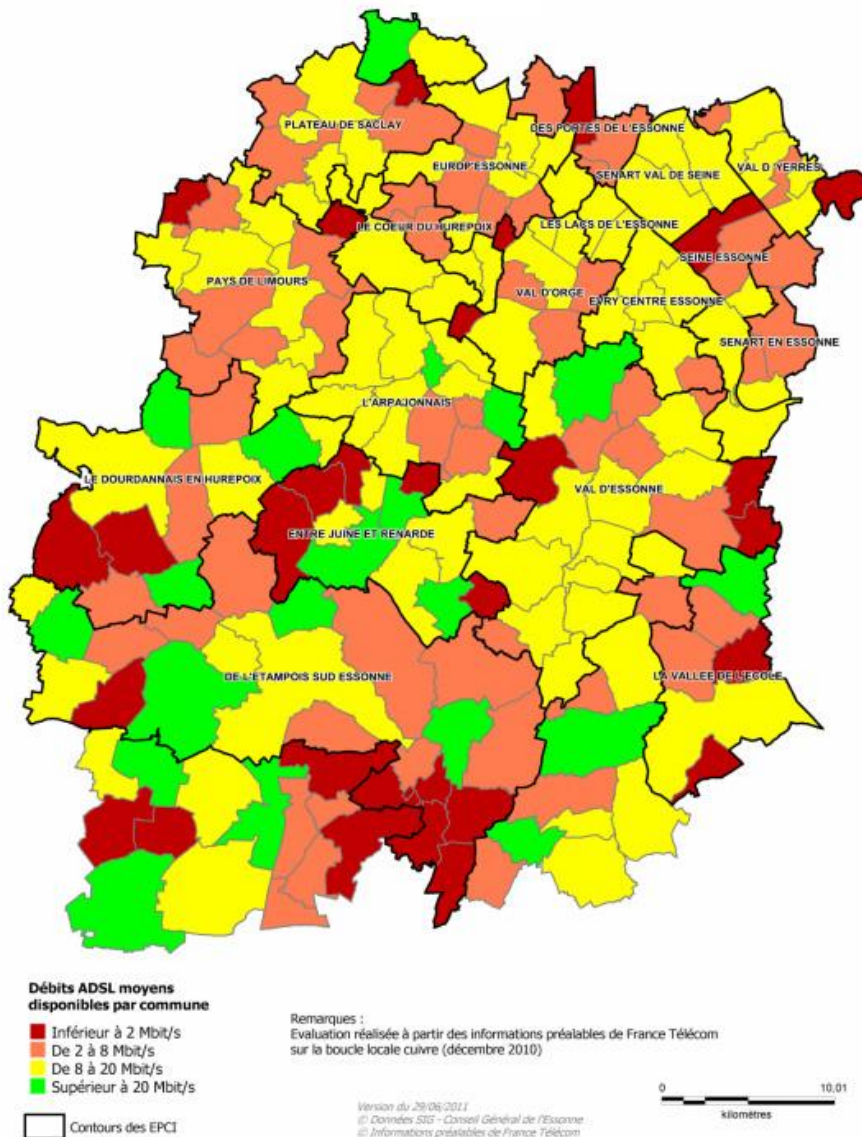 PLATEAU DE SACLAY
DES PORTES DE L'ESSONNE
EUROP'ESSONNE
SENART VAL DE SEINE
VAL D'YERRES
LE COEUR DU HUREPOIX
LES LACS DE L'ESSONNE
SEINE ESSONNE
PAYS DE LIMOURS
VAL D'ORGE
EVRY CENTRE ESSONNE
SENART EN ESSONNE
L'ARPAJONNAIS
LE DOURDANNAIS EN HUREPOIX
VAL D'ESSONNE
ENTRE JUINE ET RENARDE
DE L'ETAMPOIS SUD ESSONNE
LA VALLEE DE L'ECOLE
Débits ADSL moyens
disponibles par commune
Inférieur à 2 Mbit/s
De 2 à 8 Mbit/s
De 8 à 20 Mbit/s
Supérieur à 20 Mbit/s
Contours des EPCI
Remarques :
Evaluation réalisée à partir des informations préalables de France Télécom
sur la boucle locale cuivre (décembre 2010)
Version du 29/06/2011
© Données SIG - Conseil Général de l'Essonne
© Informations préalables de France Télécom
0 10,01
kilomètres